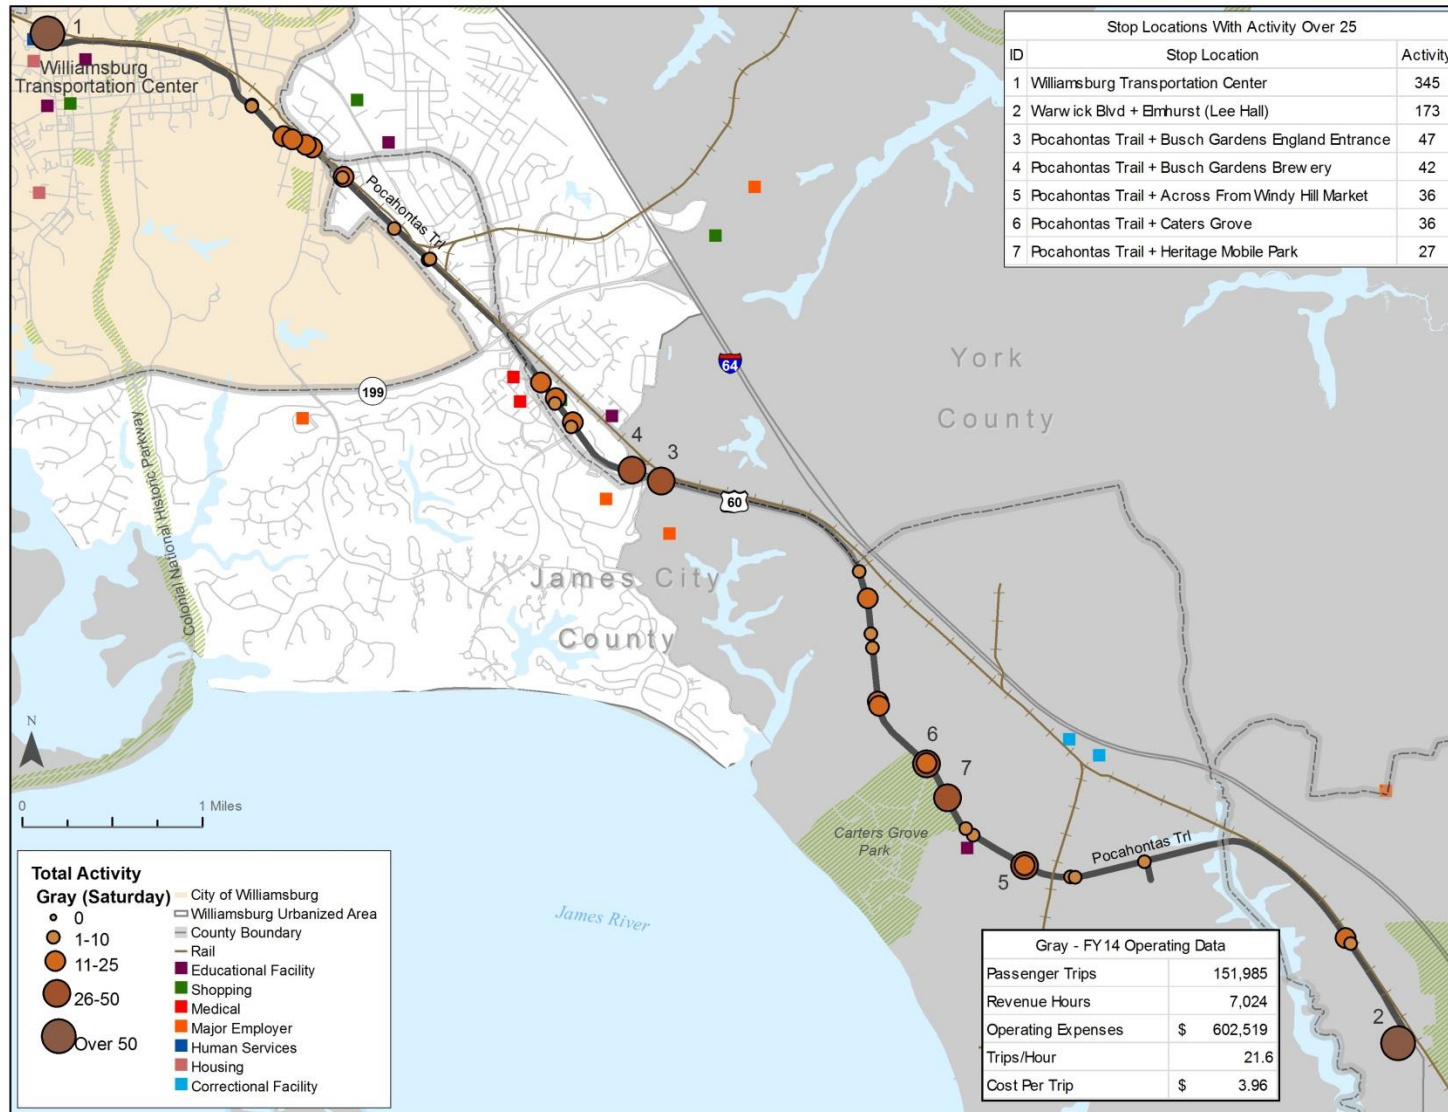 1
Williamsburg
Transportation Center
Stop Locations With Activity Over 25
ID Stop Location Activity
1 Williamsburg Transportation Center 345
2 Warwick Blvd + Elmhurst (Lee Hall) 173
3 Pocahontas Trail + Busch Gardens England Entrance 47
4 Pocahontas Trail + Busch Gardens Brewery 42
5 Pocahontas Trail + Across From Windy Hill Market 36
6 Pocahontas Trail + Caters Grove 36
7 Pocahontas Trail + Heritage Mobile Park 27
Pocahontas Trl
64
York
County
199
4
3
60
Colonial National Historic Parkway
James City
County
N
0 1 Miles
6
7
Carters Grove
Park
5
Pocahontas Trl
James River
2
Total Activity
Gray (Saturday)
0
1-10
11-25
26-50
Over 50
City of Williamsburg
Williamsburg Urbanized Area
County Boundary
Rail
Educational Facility
Shopping
Medical
Major Employer
Human Services
Housing
Correctional Facility
Gray - FY14 Operating Data
Passenger Trips 151,985
Revenue Hours 7,024
Operating Expenses $ 602,519
Trips/Hour 21.6
Cost Per Trip $ 3.96